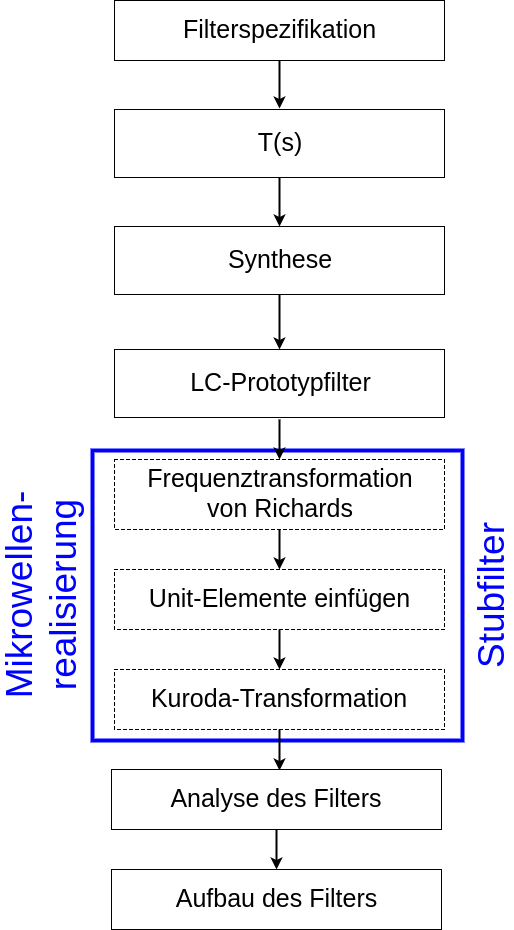 Filterspezifikation
T(s)
Synthese
LC-Prototypfilter
Frequenztransformation
von Richards
Unit-Elemente einfügen
Kuroda-Transformation
Mikrowellen-
realisierung
Stubfilter
Analyse des Filters
Aufbau des Filters